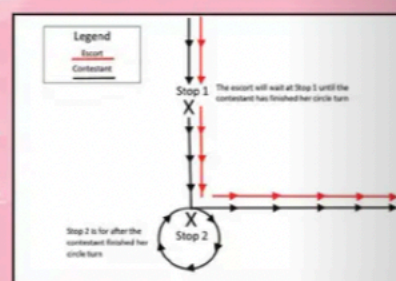 Legend
Escort
Contestant
Stop 1
X
The escort will wait at Stop 1 until the
contestant has finished her circle turn
X
Stop 2
Stop 2 is for after the
contestant finished her
circle turn